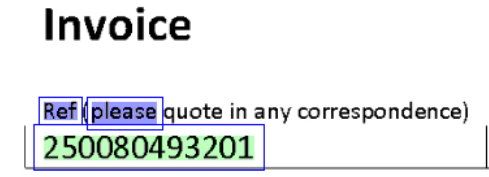 Invoice
Ref (please quote in any correspondence)
250080493201